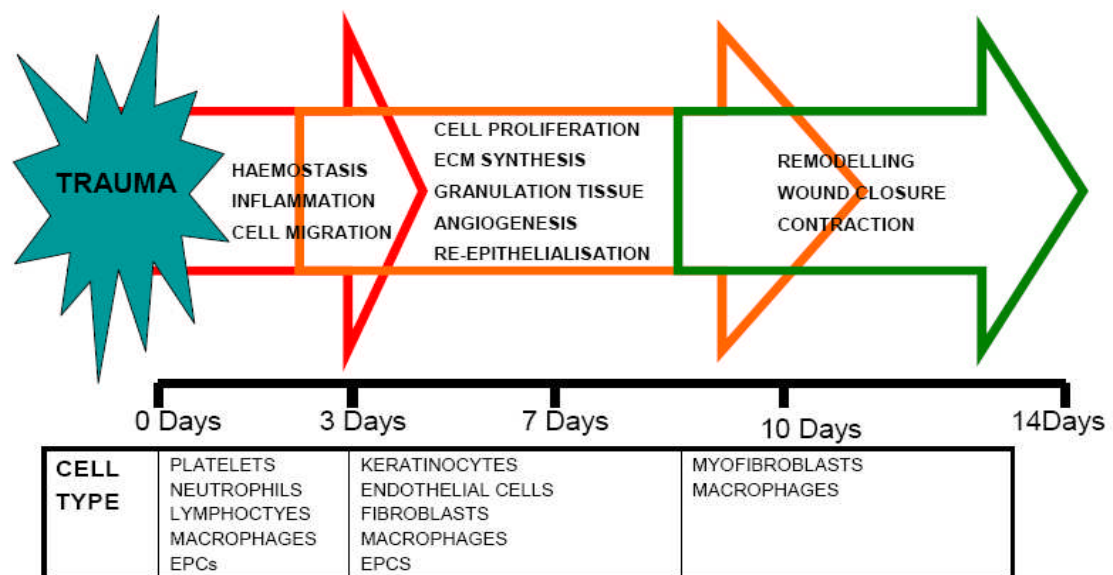 TRAUMA
HAEMOSTASIS
INFLAMMATION
CELL MIGRATION
CELL PROLIFERATION
ECM SYNTHESIS
GRANULATION TISSUE
ANGIOGENESIS
RE-EPITHELIALISATION
REMODELLING
WOUND CLOSURE
CONTRACTION
0 Days
3 Days
7 Days
10 Days
14Days
CELL
TYPE
PLATELETS
NEUTROPHILS
LYMPHOCTYES
MACROPHAGES
EPCs
KERATINOCYTES
ENDOTHELIAL CELLS
FIBROBLASTS
MACROPHAGES
EPCS
MYOFIBROBLASTS
MACROPHAGES